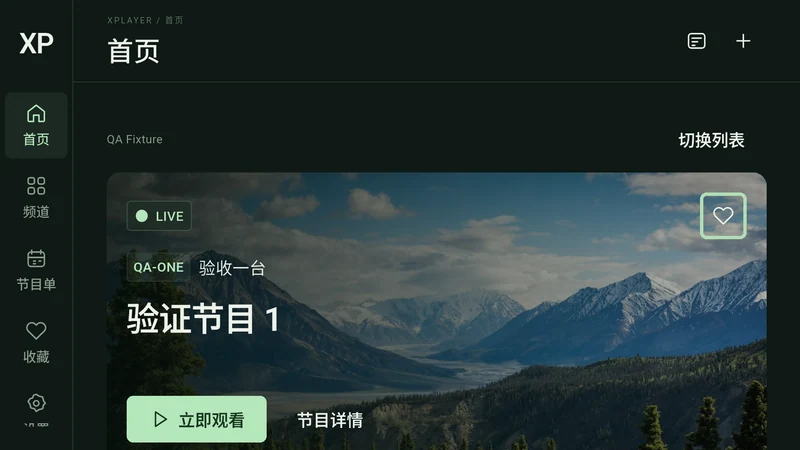 XP
首页
频道
节目单
收藏
XPLAYER / 首页
首页
QA Fixture
切换列表
LIVE
QA-ONE 验收一台
验证节目 1
立即观看
节目详情